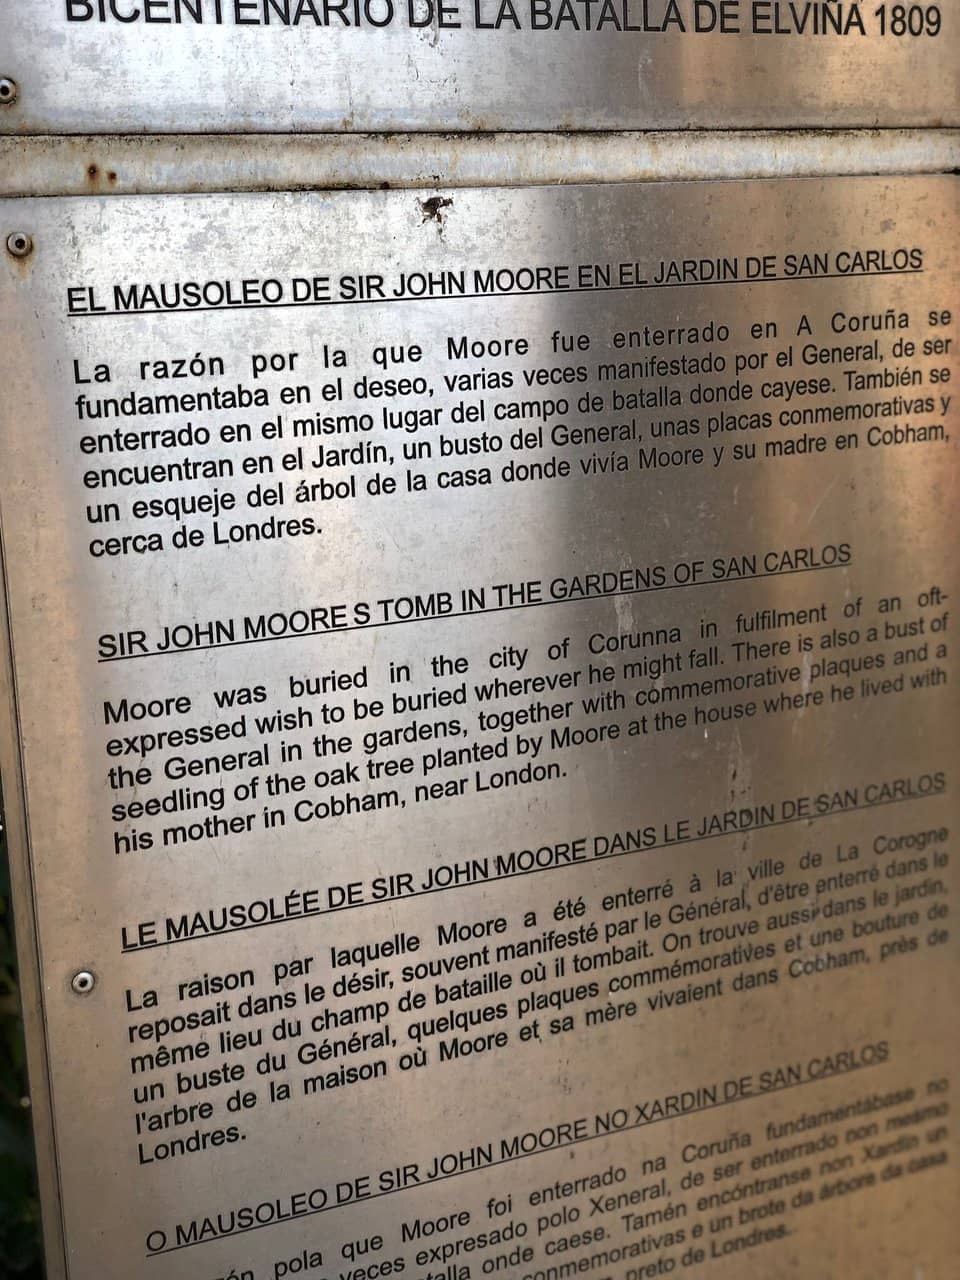 BICENTENARIO DE LA BATALLA DE ELVIÑA 1809
EL MAUSOLEO DE SIR JOHN MOORE EN EL JARDIN DE SAN CARLOS
La razón por la que Moore fue enterrado en A Coruña se
fundamentaba en el deseo, varias veces manifestado por el General, de ser
enterrado en el mismo lugar del campo de batalla donde cayese. También se
encuentran en el Jardín, un busto del General, unas placas conmemorativas y
un esqueje del árbol de la casa donde vivía Moore y su madre en Cobham,
cerca de Londres.
SIR JOHN MOORE S TOMB IN THE GARDENS OF SAN CARLOS
Moore was buried in the city of Corunna in fulfilment of an oft-
expressed wish to be buried wherever he might fall. There is also a bust of
the General in the gardens, together with commemorative plaques and a
seedling of the oak tree planted by Moore at the house where he lived with
his mother in Cobham, near London.
LE MAUSOLÉE DE SIR JOHN MOORE DANS LE JARDIN DE SAN CARLOS
La raison par laquelle Moore a été enterré à la ville de La Corogne
reposait dans le désir, souvent manifesté par le Général, d'être enterré dans le
même lieu du champ de bataille où il tombait. On trouve aussi dans le jardin,
un buste du Général, quelques plaques commémoratives et une bouture de
l'arbre de la maison où Moore et sa mère vivaient dans Cobham, près de
Londres.
O MAUSOLEO DE SIR JOHN MOORE NO XARDIN DE SAN CARLOS
pola que Moore foi enterrado na Coruña fundamentábase no
veces expresado polo Xeneral, de ser enterrado non mesmo
onde caese. Tamén encóntranse non Xardín un
e un brote da árbore da casa
preto de Londres.